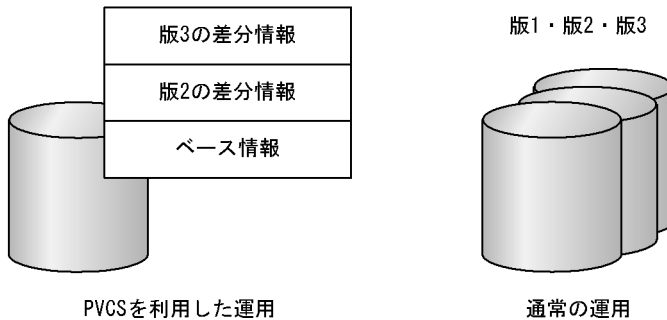 版3の差分情報
版2の差分情報
ベース情報
PVCSを利用した運用
版1・版2・版3
通常の運用